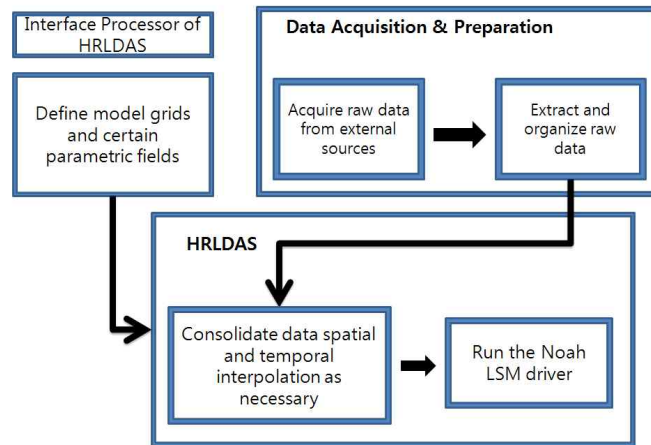 Interface Processor of
HRLDAS
Define model grids
and certain
parametric fields
Data Acquisition & Preparation
Acquire raw data
from external
sources
Extract and
organize raw
data
HRLDAS
Consolidate data spatial
and temporal
interpolation as
necessary
Run the Noah
LSM driver